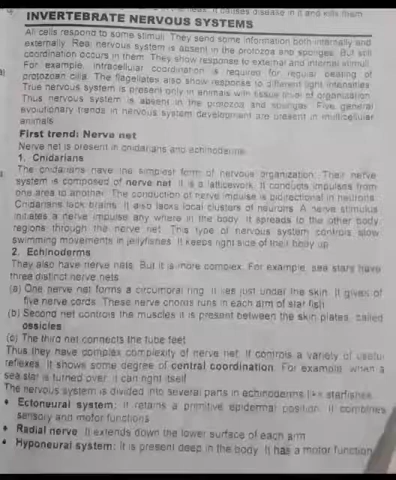 It causes disease in it and kills them
INVERTEBRATE NERVOUS SYSTEMS
All cells respond to some stimuli. They send some information both internally and
externally. Real nervous system is absent in the protozoa and sponges. But still
coordination occurs in them. They show response to external and internal stimuli.
For example, intracellular coordination is required for regular beating of
protozoan cilia. The flagellates also show response to different light intensities.
True nervous system is present only in animals with tissue level of organization.
Thus nervous system is absent in the protozoa and sponges. Five general
evolutionary trends in nervous system development are present in multicellular
animals
First trend: Nerve net
Nerve net is present in cnidarians and echinoderms.
1. Cnidarians
The cnidarians have the simplest form of nervous organization. Their nerve
system is composed of nerve net. It is a latticework. It conducts impulses from
one area to another. The conduction of nerve impulse is bidirectional in neurons.
Cnidarians lack brains. It also lacks local clusters of neurons. A nerve stimulus
initiates a nerve impulse any where in the body. It spreads to the other body
regions through the nerve net. This type of nervous system controls slow
swimming movements in jellyfishes. It keeps right side of their body up.
2. Echinoderms
They also have nerve nets. But it is more complex. For example, sea stars have
three distinct nerve nets:
(a) One nerve net forms a circumoral ring. It lies just under the skin. It gives of
five nerve cords. These nerve chorus runs in each arm of star fish.
(b) Second net controls the muscles. It is present between the skin plates, called
ossicles.
(c) The third net connects the tube feet.
Thus they have complex complexity of nerve net. It controls a variety of useful
reflexes. It shows some degree of central coordination. For example, when a
sea star is turned over, it can right itself.
The nervous system is divided into several parts in echinoderms like starfishes.
• Ectoneural system: It retains a primitive epidermal position. It combines
sensory and motor functions.
• Radial nerve: It extends down the lower surface of each arm.
• Hyponeural system: It is present deep in the body. It has a motor function.